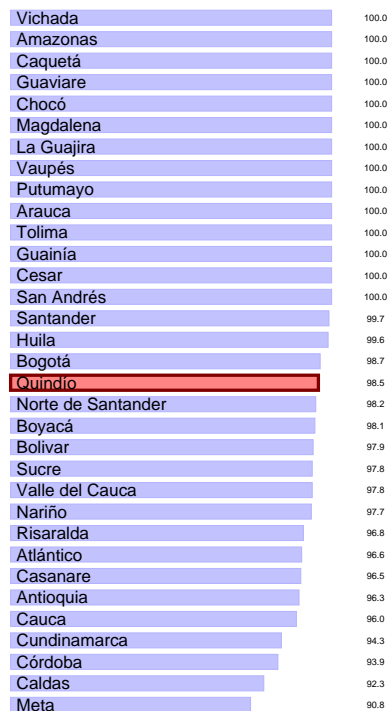 Vichada 100.0
Amazonas 100.0
Caquetá 100.0
Guaviare 100.0
Chocó 100.0
Magdalena 100.0
La Guajira 100.0
Vaupés 100.0
Putumayo 100.0
Arauca 100.0
Tolima 100.0
Guainía 100.0
Cesar 100.0
San Andrés 100.0
Santander 99.7
Huila 99.6
Bogotá 98.7
Quindío 98.5
Norte de Santander 98.2
Boyacá 98.1
Bolivar 97.9
Sucre 97.8
Valle del Cauca 97.8
Nariño 97.7
Risaralda 96.8
Atlántico 96.6
Casanare 96.5
Antioquia 96.3
Cauca 96.0
Cundinamarca 94.3
Córdoba 93.9
Caldas 92.3
Meta 90.8